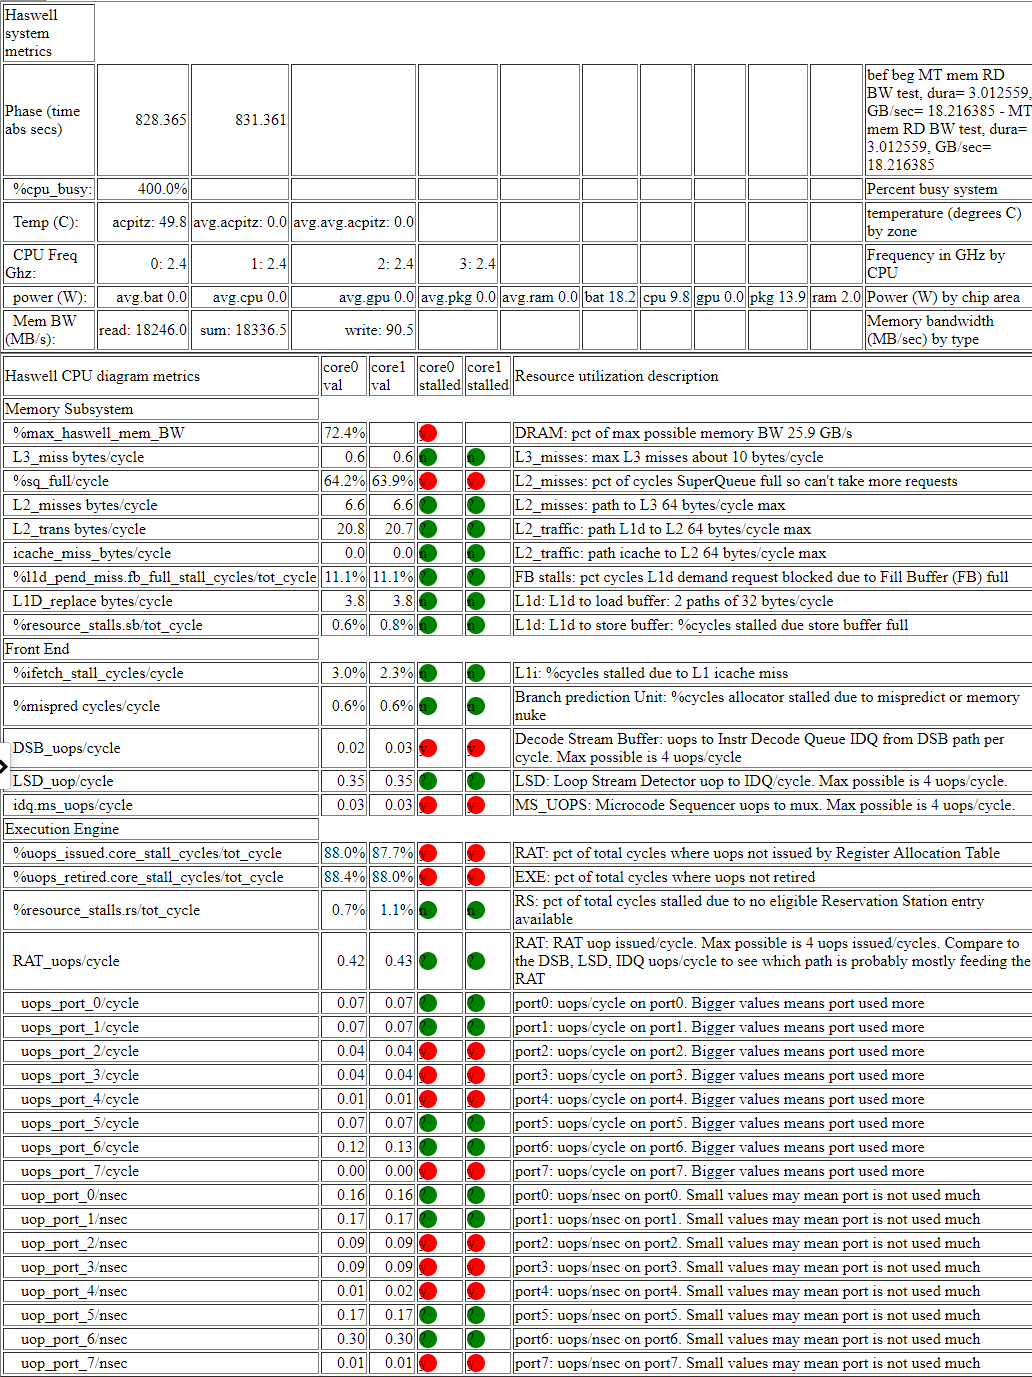 Haswell
system
metrics
Phase (time
abs secs)
828.365
831.361
bef beg MT mem RD
BW test, dura= 3.012559,
GB/sec= 18.216385 - MT
mem RD BW test, dura=
3.012559, GB/sec=
18.216385
%cpu_busy: 400.0% Percent busy system
Temp (C): acpitz: 49.8 avg.acpitz: 0.0 avg.avg.acpitz: 0.0 temperature (degrees C)
by zone
CPU Freq
Ghz:
0: 2.4 1: 2.4 2: 2.4 3: 2.4
Frequency in GHz by
CPU
power (W): avg.bat 0.0 avg.cpu 0.0 avg.gpu 0.0 avg.pkg 0.0 avg.ram 0.0 bat 18.2 cpu 9.8 gpu 0.0 pkg 13.9 ram 2.0 Power (W) by chip area
Mem BW
(MB/s):
read: 18246.0 sum: 18336.5 write: 90.5
Memory bandwidth
(MB/sec) by type
Haswell CPU diagram metrics
core0
val
core1
val
core0
stalled
core1
stalled
Resource utilization description
Memory Subsystem
%max_haswell_mem_BW 72.4% y DRAM: pct of max possible memory BW 25.9 GB/s
L3_miss bytes/cycle 0.6 0.6 n n L3_misses: max L3 misses about 10 bytes/cycle
%sq_full/cycle 64.2% 63.9% y y L2_misses: pct of cycles SuperQueue full so can't take more requests
L2_misses bytes/cycle 6.6 6.6 ? ? L2_misses: path to L3 64 bytes/cycle max
L2_trans bytes/cycle 20.8 20.7 ? ? L2_traffic: path L1d to L2 64 bytes/cycle max
icache_miss_bytes/cycle 0.0 0.0 n n L2_traffic: path icache to L2 64 bytes/cycle max
%l1d_pend_miss.fb_full_stall_cycles/tot_cycle 11.1% 11.1% ? ? FB stalls: pct cycles L1d demand request blocked due to Fill Buffer (FB) full
L1D_replace bytes/cycle 3.8 3.8 n n L1d: L1d to load buffer: 2 paths of 32 bytes/cycle
%resource_stalls.sb/tot_cycle 0.6% 0.8% n n L1d: L1d to store buffer: %cycles stalled due store buffer full
Front End
%ifetch_stall_cycles/cycle 3.0% 2.3% n n L1i: %cycles stalled due to L1 icache miss
%mispred cycles/cycle 0.6% 0.6% n n Branch prediction Unit: %cycles allocator stalled due to mispredict or memory
nuke
DSB_uops/cycle 0.02 0.03 y y Decode Stream Buffer: uops to Instr Decode Queue IDQ from DSB path per
cycle. Max possible is 4 uops/cycle
LSD_uop/cycle 0.35 0.35 ? ? LSD: Loop Stream Detector uop to IDQ/cycle. Max possible is 4 uops/cycle.
idq.ms_uops/cycle 0.03 0.03 y y MS_UOPS: Microcode Sequencer uops to mux. Max possible is 4 uops/cycle.
Execution Engine
%uops_issued.core_stall_cycles/tot_cycle 88.0% 87.7% y y RAT: pct of total cycles where uops not issued by Register Allocation Table
%uops_retired.core_stall_cycles/tot_cycle 88.4% 88.0% y y EXE: pct of total cycles where uops not retired
%resource_stalls.rs/tot_cycle 0.7% 1.1% n n RS: pct of total cycles stalled due to no eligible Reservation Station entry
available
RAT_uops/cycle 0.42 0.43 ? ? RAT: RAT uop issued/cycle. Max possible is 4 uops issued/cycles. Compare to
the DSB, LSD, IDQ uops/cycle to see which path is probably mostly feeding the
RAT
uops_port_0/cycle 0.07 0.07 ? ? port0: uops/cycle on port0. Bigger values means port used more
uops_port_1/cycle 0.07 0.07 ? ? port1: uops/cycle on port1. Bigger values means port used more
uops_port_2/cycle 0.04 0.04 y y port2: uops/cycle on port2. Bigger values means port used more
uops_port_3/cycle 0.04 0.04 y y port3: uops/cycle on port3. Bigger values means port used more
uops_port_4/cycle 0.01 0.01 y y port4: uops/cycle on port4. Bigger values means port used more
uops_port_5/cycle 0.07 0.07 ? ? port5: uops/cycle on port5. Bigger values means port used more
uops_port_6/cycle 0.12 0.13 ? ? port6: uops/cycle on port6. Bigger values means port used more
uops_port_7/cycle 0.00 0.00 y y port7: uops/cycle on port7. Bigger values means port used more
uop_port_0/nsec 0.16 0.16 ? ? port0: uops/nsec on port0. Small values may mean port is not used much
uop_port_1/nsec 0.17 0.17 ? ? port1: uops/nsec on port1. Small values may mean port is not used much
uop_port_2/nsec 0.09 0.09 y y port2: uops/nsec on port2. Small values may mean port is not used much
uop_port_3/nsec 0.09 0.09 y y port3: uops/nsec on port3. Small values may mean port is not used much
uop_port_4/nsec 0.01 0.02 y y port4: uops/nsec on port4. Small values may mean port is not used much
uop_port_5/nsec 0.17 0.17 ? ? port5: uops/nsec on port5. Small values may mean port is not used much
uop_port_6/nsec 0.30 0.30 ? ? port6: uops/nsec on port6. Small values may mean port is not used much
uop_port_7/nsec 0.01 0.01 y y port7: uops/nsec on port7. Small values may mean port is not used much